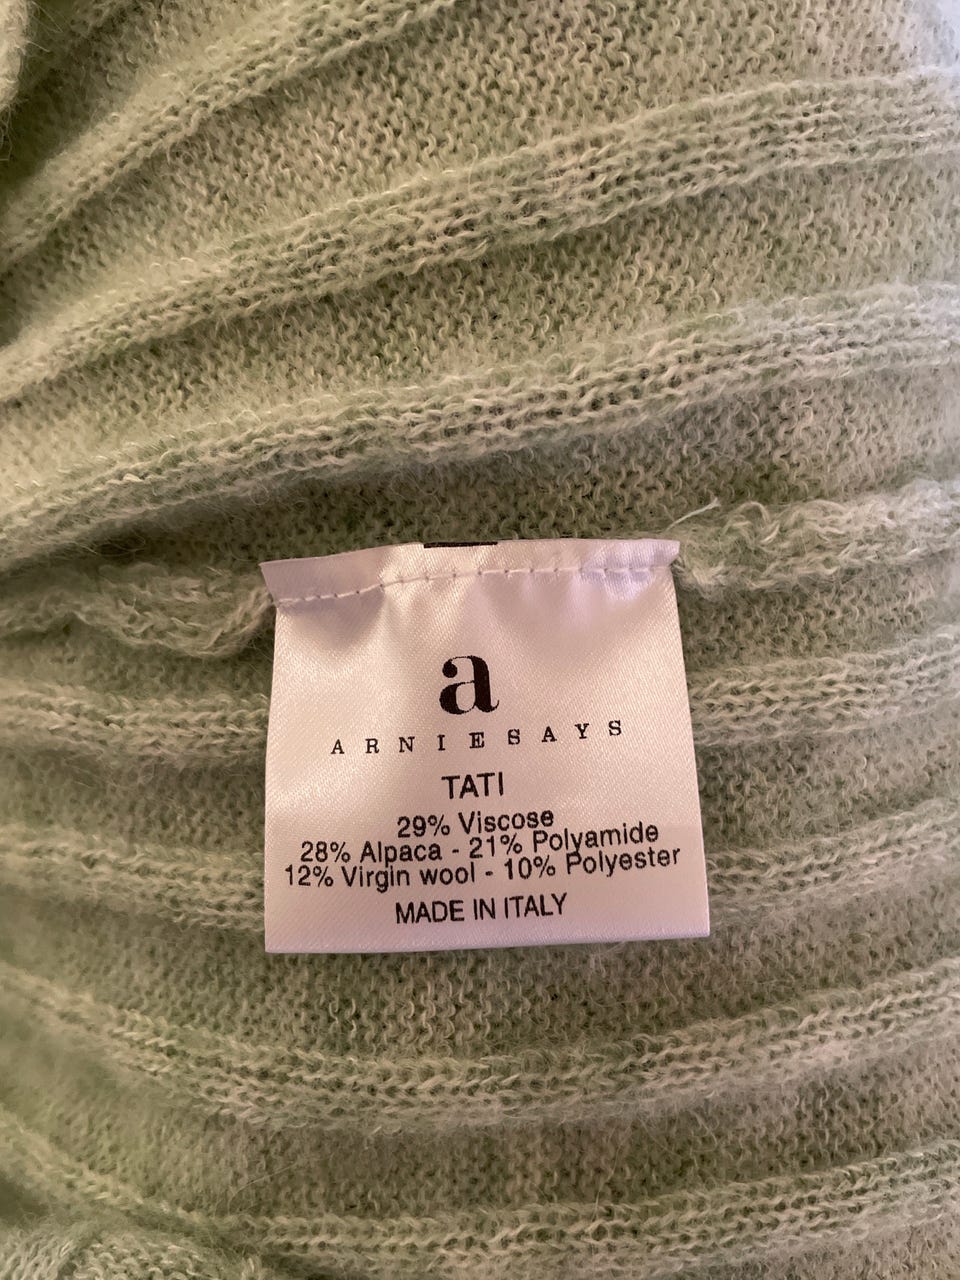 a
ARNIESAYS
TATI
29% Viscose
28% Alpaca - 21% Polyamide
12% Virgin wool - 10% Polyester
MADE IN ITALY